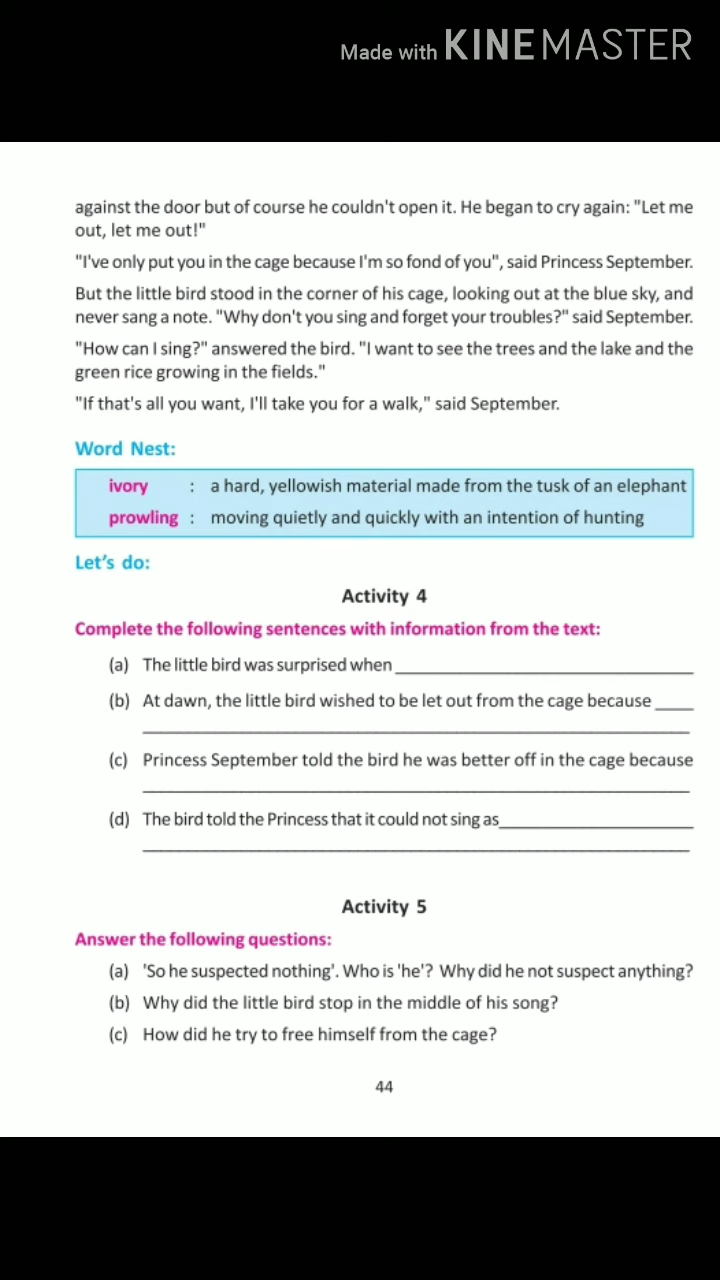 Made with KINEMASTER
against the door but of course he couldn't open it. He began to cry again: "Let me
out, let me out!"
"I've only put you in the cage because I'm so fond of you", said Princess September.
But the little bird stood in the corner of his cage, looking out at the blue sky, and
never sang a note. "Why don't you sing and forget your troubles?" said September.
"How can I sing?" answered the bird. "I want to see the trees and the lake and the
green rice growing in the fields."
"If that's all you want, I'll take you for a walk," said September.
Word Nest:
ivory : a hard, yellowish material made from the tusk of an elephant
prowling : moving quietly and quickly with an intention of hunting
Let's do:
Activity 4
Complete the following sentences with information from the text:
(a) The little bird was surprised when
(b) At dawn, the little bird wished to be let out from the cage because
(c) Princess September told the bird he was better off in the cage because
(d) The bird told the Princess that it could not sing as
Activity 5
Answer the following questions:
(a) 'So he suspected nothing'. Who is 'he'? Why did he not suspect anything?
(b) Why did the little bird stop in the middle of his song?
(c) How did he try to free himself from the cage?
44